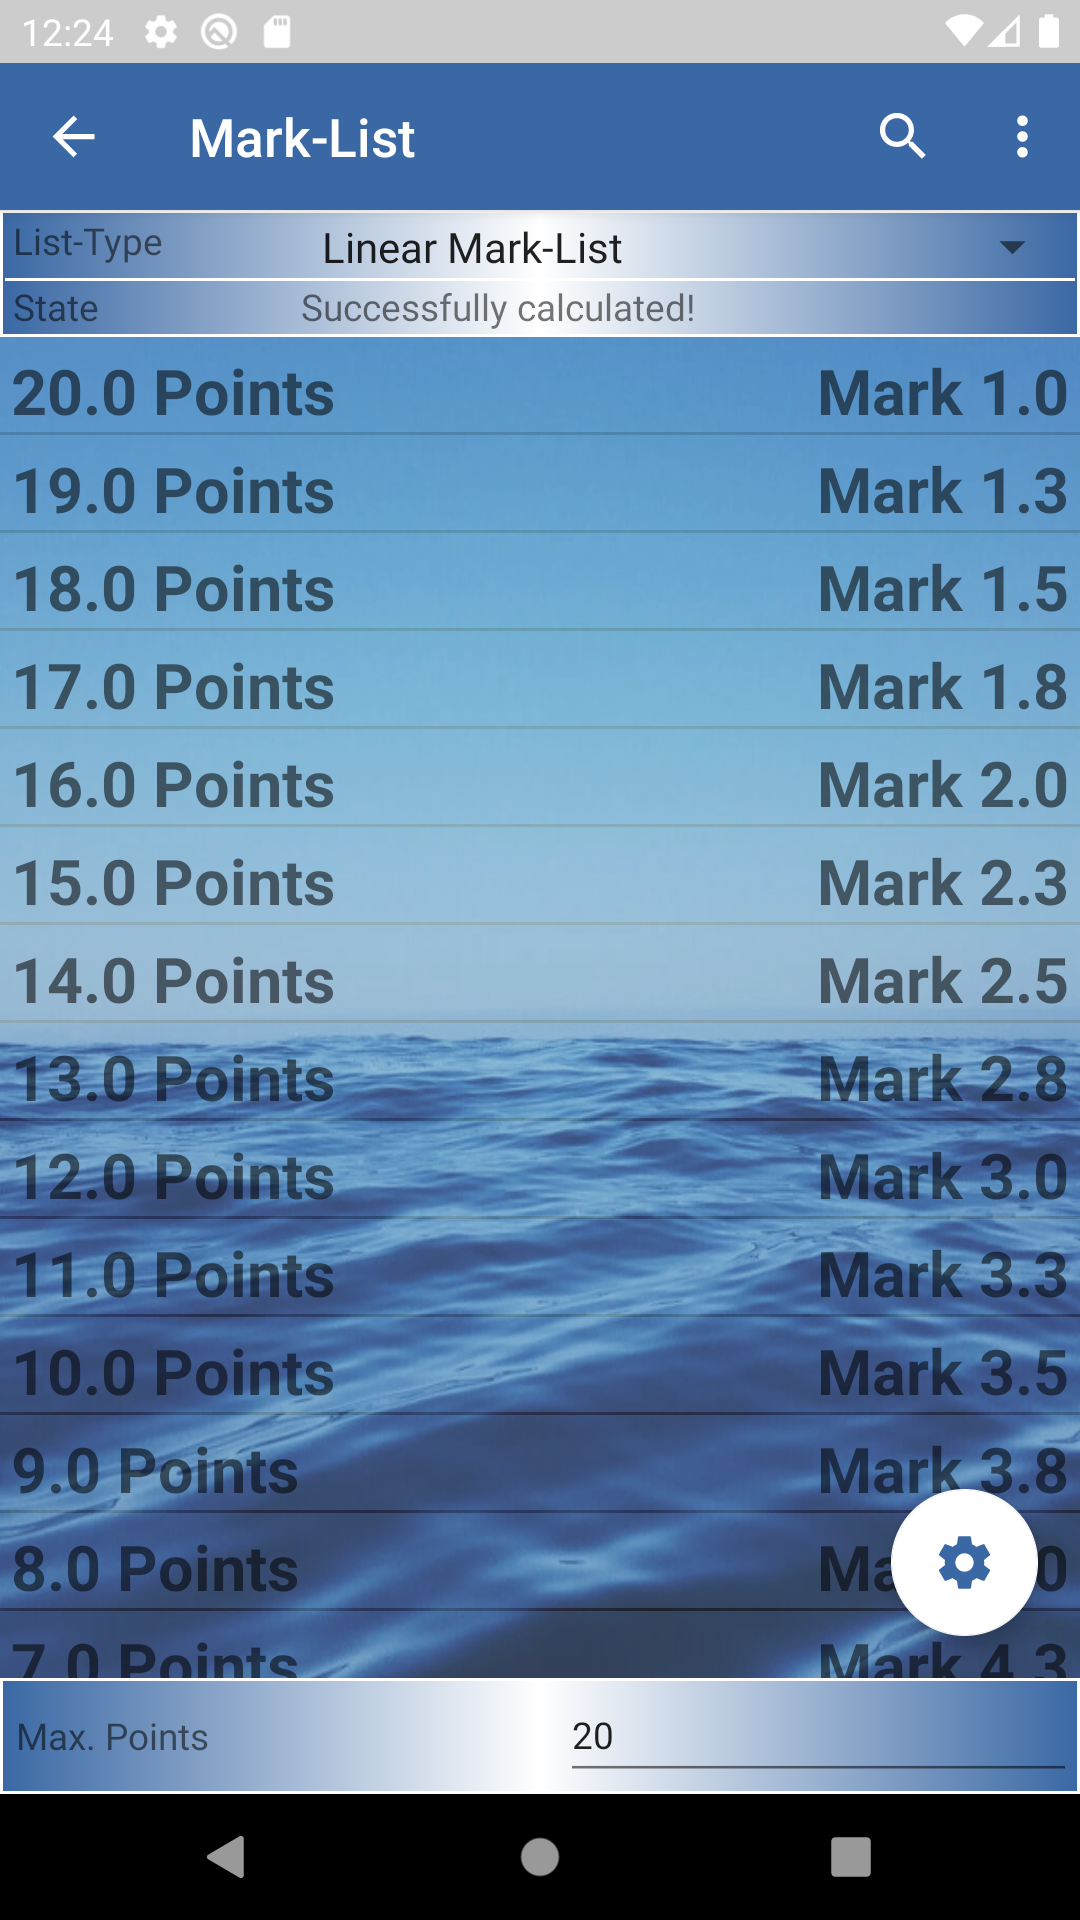 12:24
Mark-List
List-Type Linear Mark-List
State Successfully calculated!
20.0 Points Mark 1.0
19.0 Points Mark 1.3
18.0 Points Mark 1.5
17.0 Points Mark 1.8
16.0 Points Mark 2.0
15.0 Points Mark 2.3
14.0 Points Mark 2.5
13.0 Points Mark 2.8
12.0 Points Mark 3.0
11.0 Points Mark 3.3
10.0 Points Mark 3.5
9.0 Points Mark 3.8
8.0 Points
7.0 Points Mark 4.3
Max. Points 20